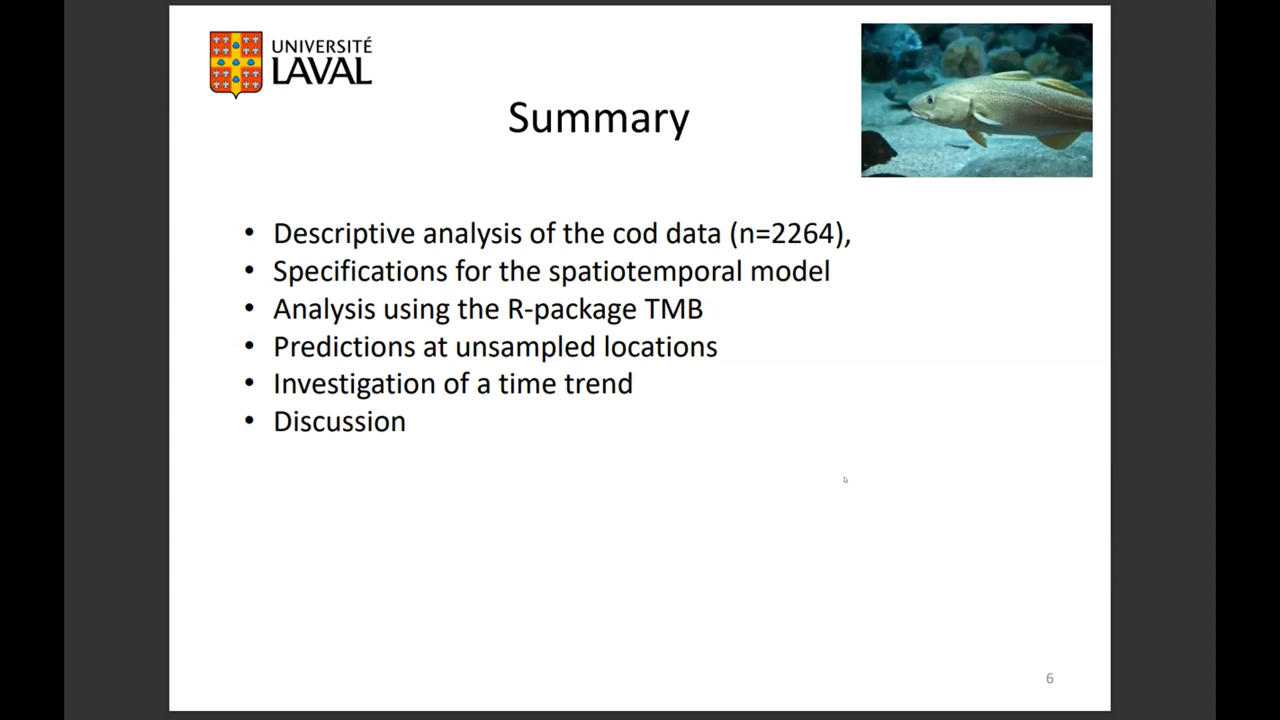 UNIVERSITÉ
LAVAL
Summary
• Descriptive analysis of the cod data (n=2264),
• Specifications for the spatiotemporal model
• Analysis using the R-package TMB
• Predictions at unsampled locations
• Investigation of a time trend
• Discussion
6